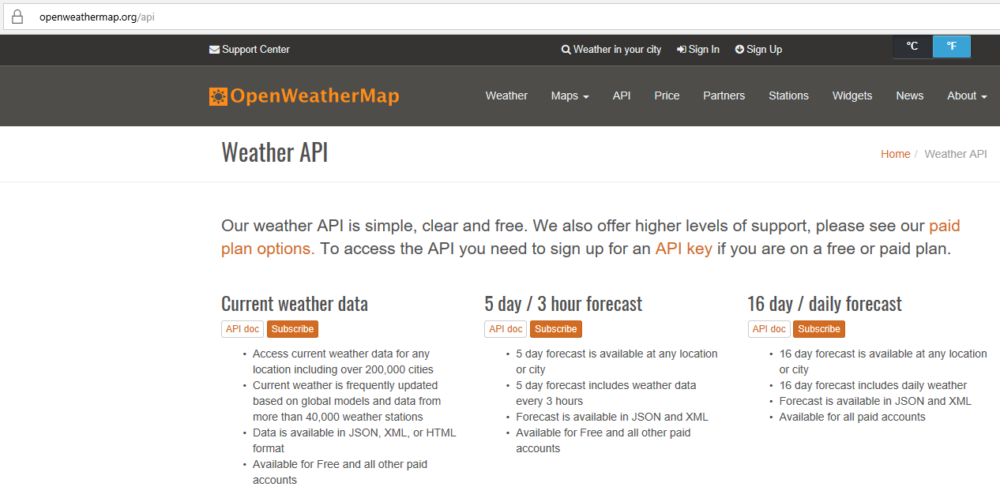 openweathermap.org/api
Support Center
Weather in your city Sign In Sign Up
°C °F
OpenWeatherMap
Weather Maps API Price Partners Stations Widgets News About
Weather API
Home / Weather API
Our weather API is simple, clear and free. We also offer higher levels of support, please see our paid
plan options. To access the API you need to sign up for an API key if you are on a free or paid plan.
Current weather data
API doc Subscribe
• Access current weather data for any
location including over 200,000 cities
• Current weather is frequently updated
based on global models and data from
more than 40,000 weather stations
• Data is available in JSON, XML, or HTML
format
• Available for Free and all other paid
accounts
5 day / 3 hour forecast
API doc Subscribe
• 5 day forecast is available at any location
or city
• 5 day forecast includes weather data
every 3 hours
• Forecast is available in JSON and XML
• Available for Free and all other paid
accounts
16 day / daily forecast
API doc Subscribe
• 16 day forecast is available at any location
or city
• 16 day forecast includes daily weather
• Forecast is available in JSON and XML
• Available for all paid accounts